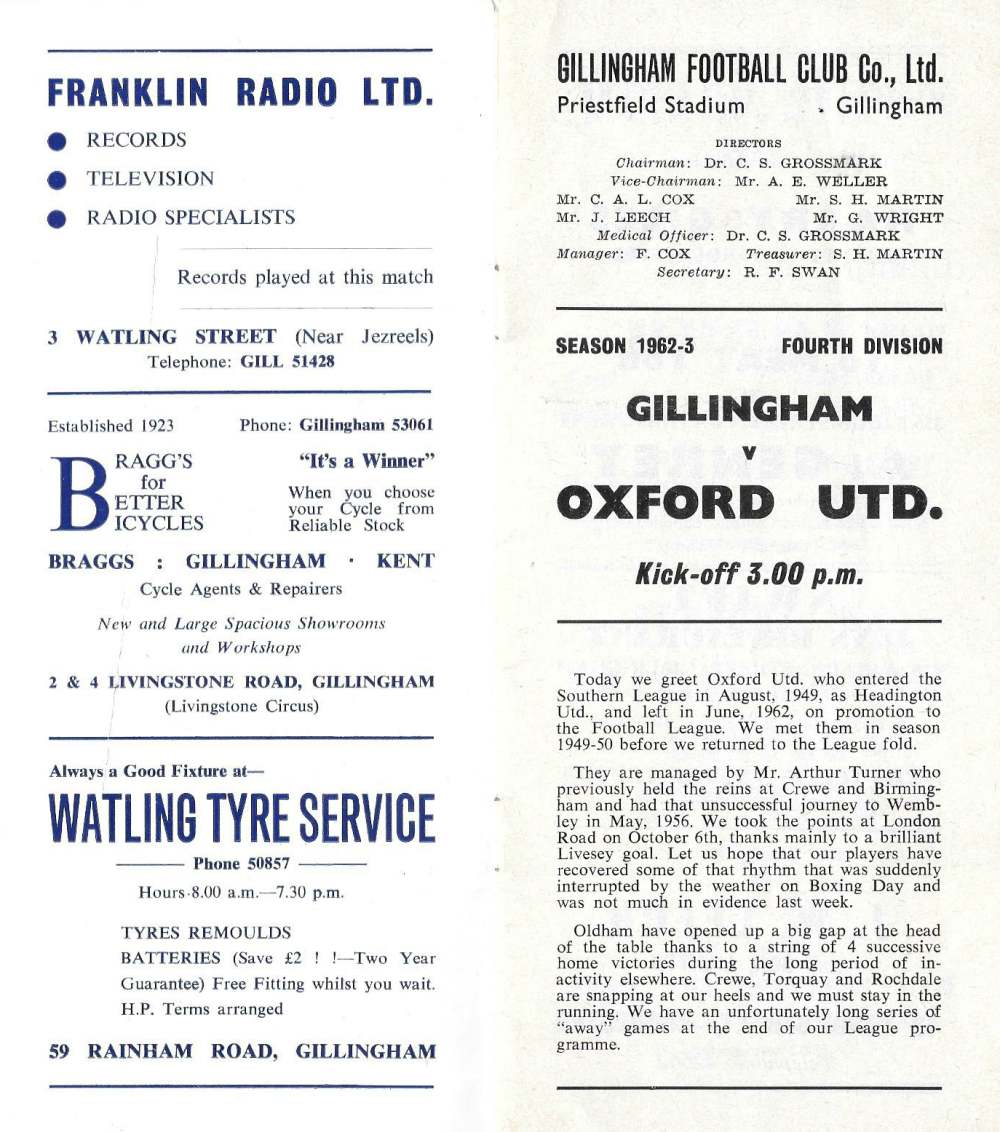 FRANKLIN RADIO LTD.
● RECORDS
● TELEVISION
● RADIO SPECIALISTS
Records played at this match
3 WATLING STREET (Near Jezreels)
Telephone: GILL 51428
Established 1923 Phone: Gillingham 53061
BRAGG'S
for
BETTER
BICYCLES
"It's a Winner"
When you choose
your Cycle from
Reliable Stock
BRAGGS : GILLINGHAM · KENT
Cycle Agents & Repairers
New and Large Spacious Showrooms
and Workshops
2 & 4 LIVINGSTONE ROAD, GILLINGHAM
(Livingstone Circus)
Always a Good Fixture at—
WATLING TYRE SERVICE
Phone 50857
Hours 8.00 a.m.—7.30 p.m.
TYRES REMOULDS
BATTERIES (Save £2 ! !—Two Year
Guarantee) Free Fitting whilst you wait.
H.P. Terms arranged
59 RAINHAM ROAD, GILLINGHAM
GILLINGHAM FOOTBALL CLUB Co., Ltd.
Priestfield Stadium . Gillingham
DIRECTORS
Chairman: Dr. C. S. GROSSMARK
Vice-Chairman: Mr. A. E. WELLER
Mr. C. A. L. COX Mr. S. H. MARTIN
Mr. J. LEECH Mr. G. WRIGHT
Medical Officer: Dr. C. S. GROSSMARK
Manager: F. COX Treasurer: S. H. MARTIN
Secretary: R. F. SWAN
SEASON 1962-3 FOURTH DIVISION
GILLINGHAM
v
OXFORD UTD.
Kick-off 3.00 p.m.
Today we greet Oxford Utd. who entered the
Southern League in August, 1949, as Headington
Utd., and left in June, 1962, on promotion to
the Football League. We met them in season
1949-50 before we returned to the League fold.
They are managed by Mr. Arthur Turner who
previously held the reins at Crewe and Birming-
ham and had that unsuccessful journey to Wemb-
ley in May, 1956. We took the points at London
Road on October 6th, thanks mainly to a brilliant
Livesey goal. Let us hope that our players have
recovered some of that rhythm that was suddenly
interrupted by the weather on Boxing Day and
was not much in evidence last week.
Oldham have opened up a big gap at the head
of the table thanks to a string of 4 successive
home victories during the long period of in-
activity elsewhere. Crewe, Torquay and Rochdale
are snapping at our heels and we must stay in the
running. We have an unfortunately long series of
"away" games at the end of our League pro-
gramme.